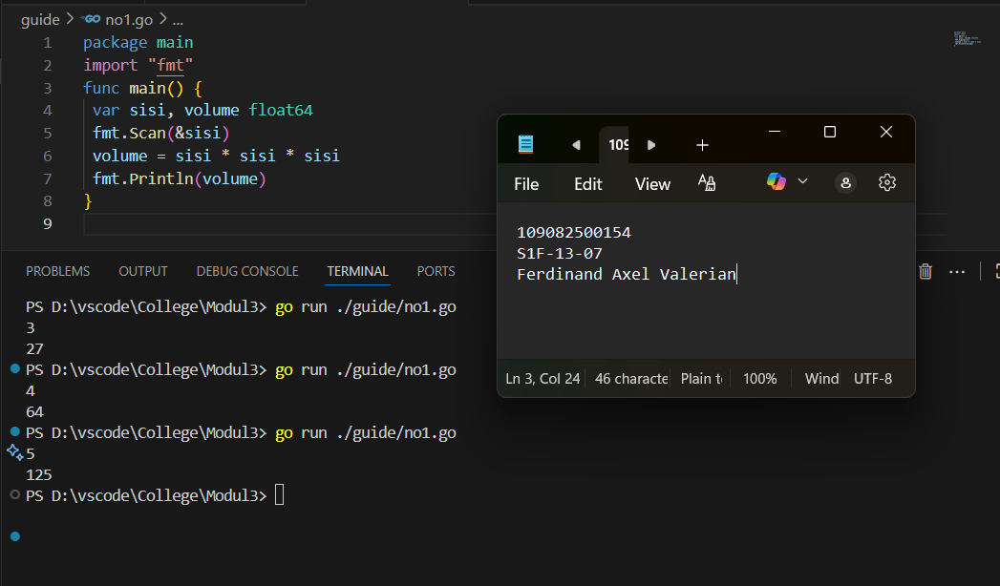 guide > GO no1.go > ...
1 package main
2 import "fmt"
3 func main() {
4 var sisi, volume float64
5 fmt.Scan(&sisi)
6 volume = sisi * sisi * sisi
7 fmt.Println(volume)
8 }
9
PROBLEMS OUTPUT DEBUG CONSOLE TERMINAL PORTS
PS D:\vscode\College\Modul3> go run ./guide/no1.go
3
27
PS D:\vscode\College\Modul3> go run ./guide/no1.go
4
64
PS D:\vscode\College\Modul3> go run ./guide/no1.go
5
125
PS D:\vscode\College\Modul3>
109
File Edit View
109082500154
S1F-13-07
Ferdinand Axel Valerian
Ln 3, Col 24 46 characte Plain t 100% Wind UTF-8